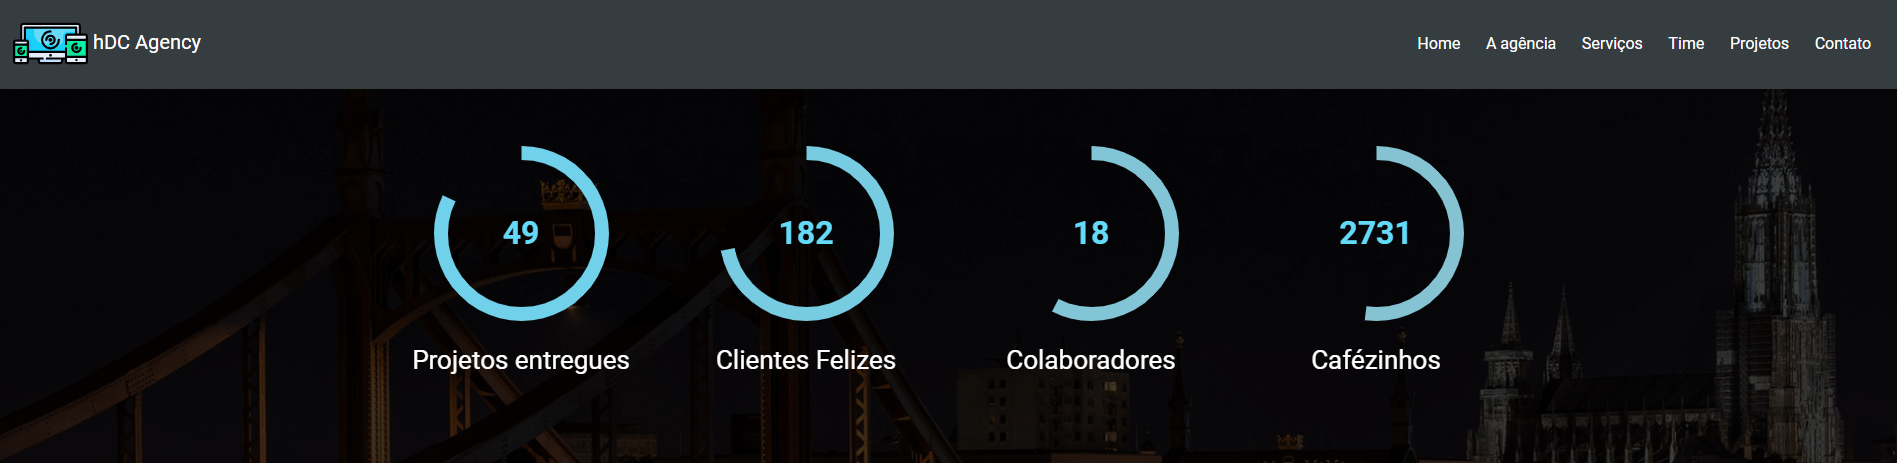 hDC Agency
Home A agência Serviços Time Projetos Contato
49 182 18 2731
Projetos entregues Clientes Felizes Colaboradores Cafézinhos